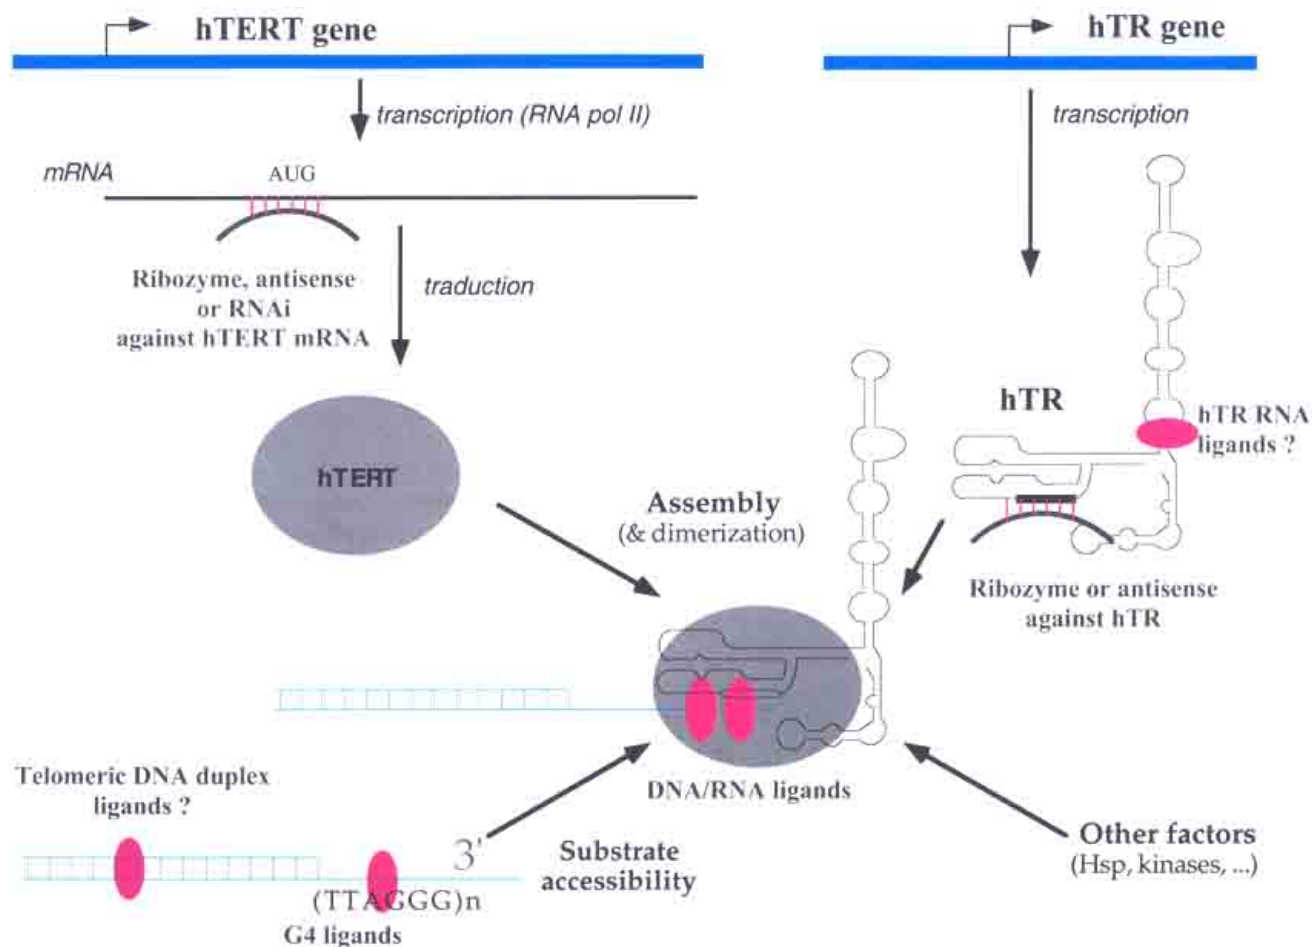 hTERT gene
hTR gene
transcription (RNA pol II)
transcription
mRNA
AUG
Ribozyme, antisense
or RNAi
against hTERT mRNA
traduction
hTERT
hTR
hTR RNA
ligands ?
Assembly
(& dimerization)
Ribozyme or antisense
against hTR
DNA/RNA ligands
Telomeric DNA duplex
ligands ?
3'
(TTAGGG)n
G4 ligands
Substrate
accessibility
Other factors
(Hsp, kinases, ...)